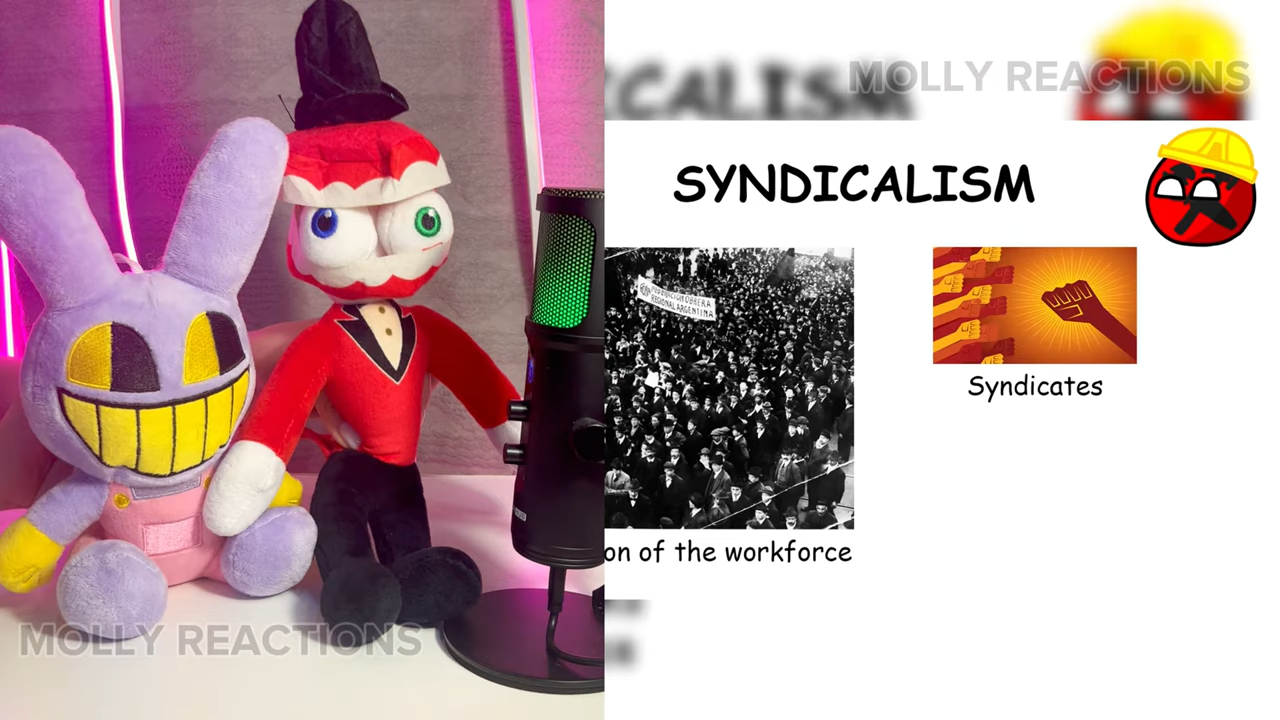 MOLLY REACTIONS
SYNDICALISM
REGIONAL ARGENTINA
Syndicates
on of the workforce
MOLLY REACTIONS